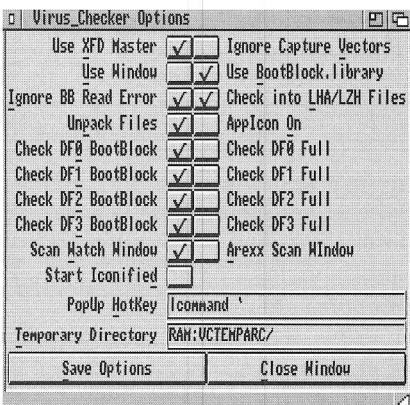 Virus_Checker Options
Use XFD Master Ignore Capture Vectors
Use Window Use BootBlock.library
Ignore BB Read Error Check into LHA/LZH Files
Unpack Files AppIcon On
Check DF0 BootBlock Check DF0 Full
Check DF1 BootBlock Check DF1 Full
Check DF2 BootBlock Check DF2 Full
Check DF3 BootBlock Check DF3 Full
Scan Watch Window Arexx Scan WIndow
Start Iconified
PopUp HotKey lcommand `
Temporary Directory RAM:VCTEMPARC/
Save Options Close Window